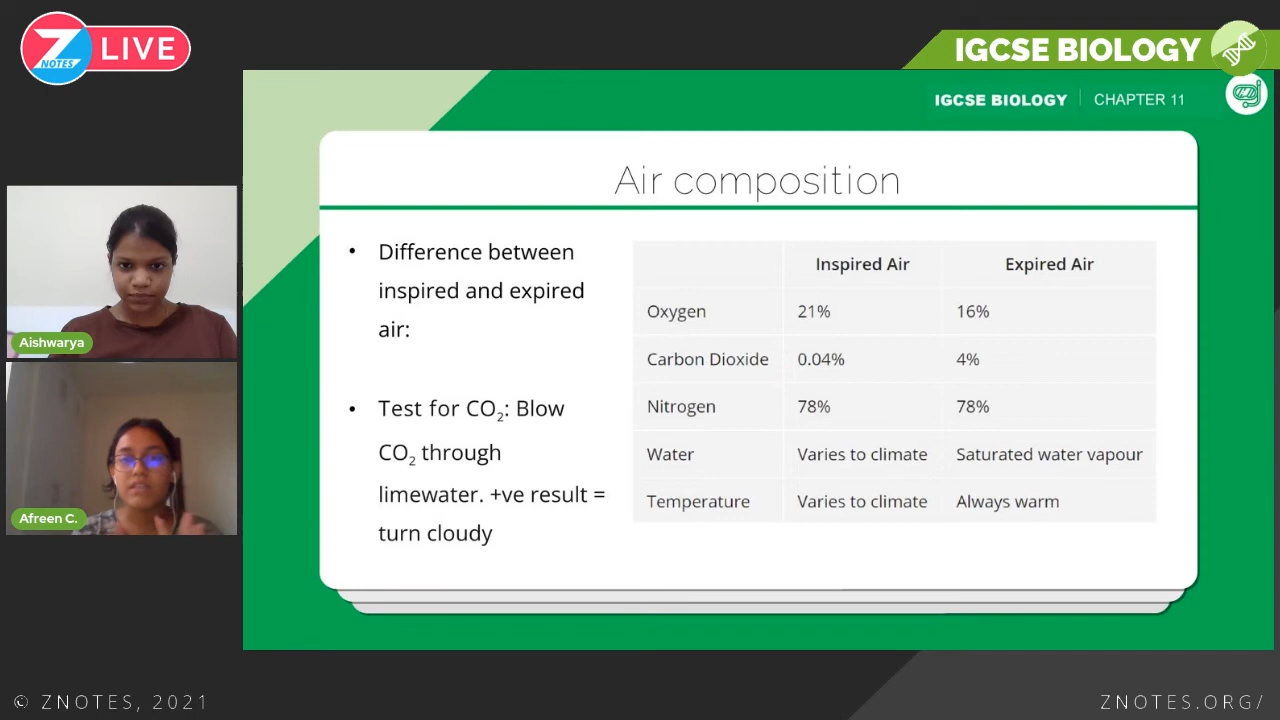 Z NOTES LIVE
IGCSE BIOLOGY
IGCSE BIOLOGY | CHAPTER 11
Air composition
• Difference between
inspired and expired
air:
• Test for CO₂: Blow
CO₂ through
limewater. +ve result =
turn cloudy
Inspired Air Expired Air
Oxygen 21% 16%
Carbon Dioxide 0.04% 4%
Nitrogen 78% 78%
Water Varies to climate Saturated water vapour
Temperature Varies to climate Always warm
Aishwarya
Afreen C.
© ZNOTES, 2021
ZNOTES.ORG/